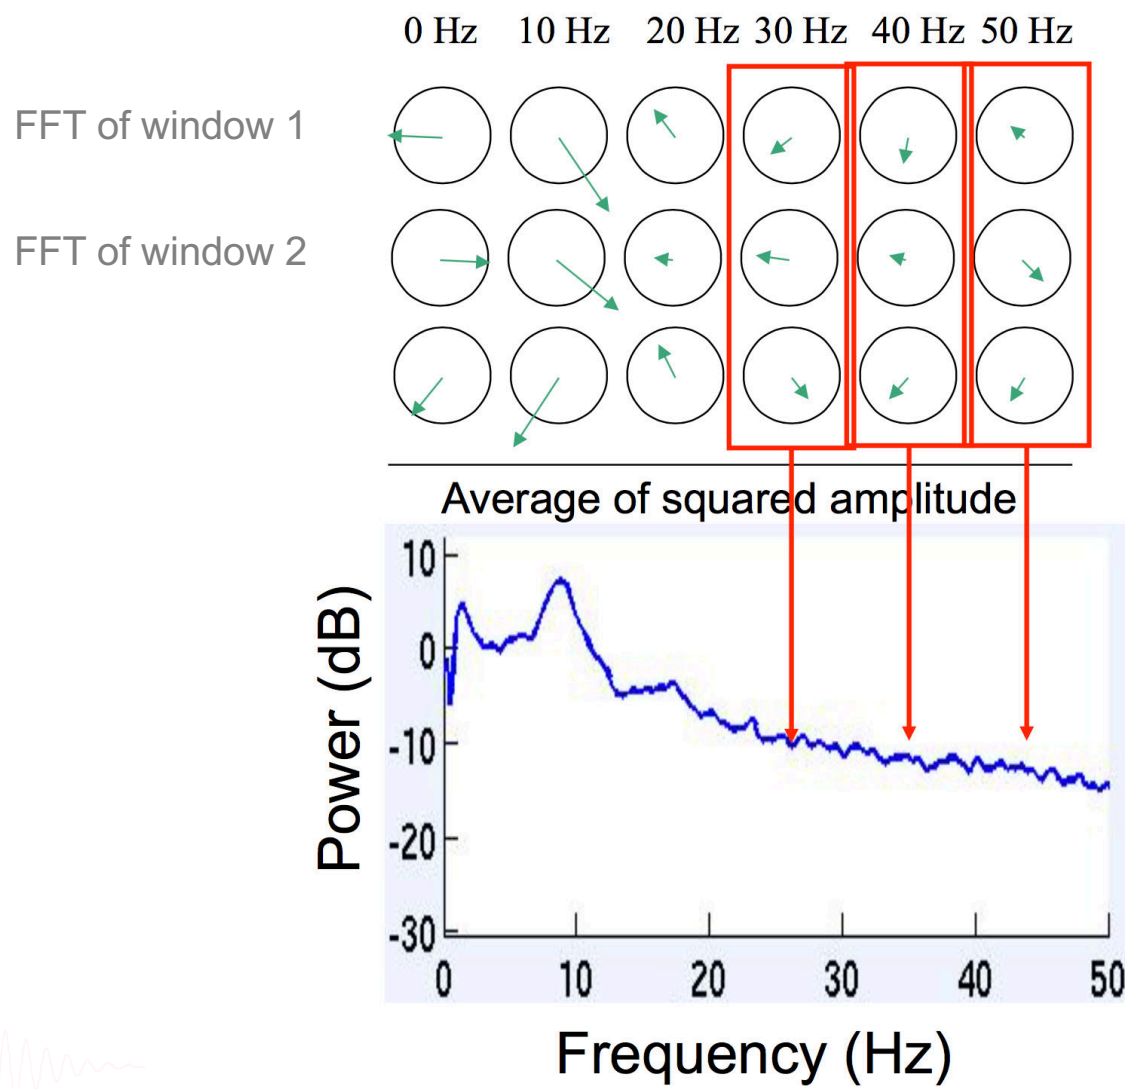 0 Hz 10 Hz 20 Hz 30 Hz 40 Hz 50 Hz
FFT of window 1
FFT of window 2
Average of squared amplitude
Power (dB)
10
0
-10
-20
-30
0 10 20 30 40 50
Frequency (Hz)